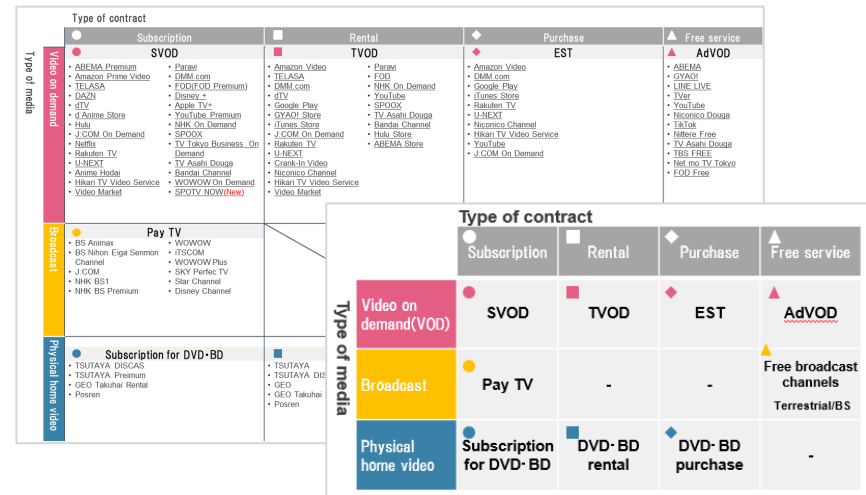 Type of contract
Subscription
Rental
Purchase
Free service
Type of media
Video on demand
SVOD
• ABEMA Premium
• Amazon Prime Video
• TELASA
• DAZN
• dTV
• d Anime Store
• Hulu
• J:COM On Demand
• Netflix
• Rakuten TV
• U-NEXT
• Anime Hodai
• Hikari TV Video Service
• Video Market
• Paravi
• DMM.com
• FOD(FOD Premium)
• Disney +
• Apple TV+
• YouTube Premium
• NHK On Demand
• SPOOX
• TV Tokyo Business On
Demand
• TV Asahi Douga
• Bandai Channel
• WOWOW On Demand
• SPOTV NOW(New)
TVOD
• Amazon Video
• TELASA
• DMM.com
• dTV
• Google Play
• GYAO! Store
• iTunes Store
• J:COM On Demand
• Rakuten TV
• U-NEXT
• Crank-In Video
• Niconico Channel
• Hikari TV Video Service
• Video Market
• Paravi
• FOD
• NHK On Demand
• YouTube
• SPOOX
• TV Asahi Douga
• Bandai Channel
• Hulu Store
• ABEMA Store
EST
• Amazon Video
• DMM.com
• Google Play
• iTunes Store
• Rakuten TV
• U-NEXT
• Niconico Channel
• Hikari TV Video Service
• YouTube
• J:COM On Demand
AdVOD
• ABEMA
• GYAO!
• LINE LIVE
• TVer
• YouTube
• Niconico Douga
• TikTok
• Nittere Free
• TV Asahi Douga
• TBS FREE
• Net mo TV Tokyo
• FOD Free
Broadcast
Pay TV
• BS Animax
• BS Nihon Eiga Senmon
Channel
• J:COM
• NHK BS1
• NHK BS Premium
• WOWOW
• iTSCOM
• WOWOW Plus
• SKY Perfec TV
• Star Channel
• Disney Channel
Physical home video
Subscription for DVD･BD
• TSUTAYA DISCAS
• TSUTAYA Preimum
• GEO Takuhai Rental
• Posren
• TSUTAYA
• TSUTAYA DIS
• GEO
• GEO Takuhai
• Posren
Type of contract
Subscription
Rental
Purchase
Free service
Type of media
Video on
demand(VOD)
SVOD
TVOD
EST
AdVOD
Broadcast
Pay TV
-
-
Free broadcast
channels
Terrestrial/BS
Physical
home video
Subscription
for DVD･BD
DVD･BD
rental
DVD･BD
purchase
-